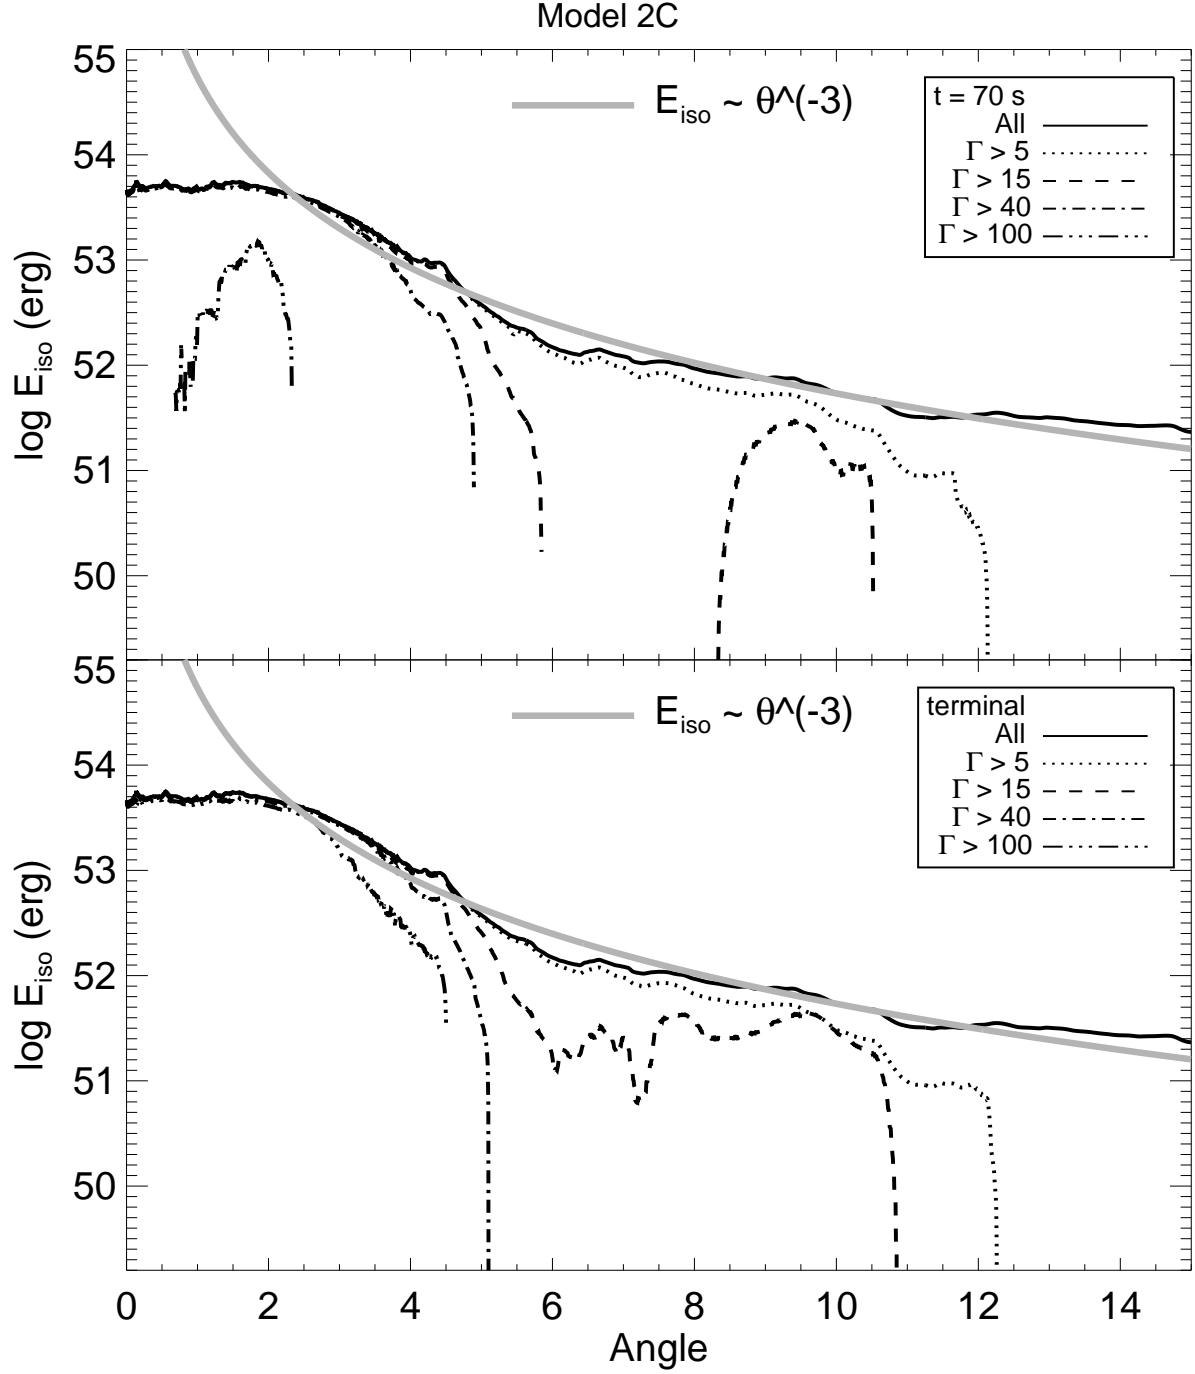 Model 2C
55
54
53
52
51
50
log E_iso (erg)
E_iso ~ θ^(-3)
t = 70 s
All
Γ > 5
Γ > 15
Γ > 40
Γ > 100
55
54
53
52
51
50
log E_iso (erg)
E_iso ~ θ^(-3)
terminal
All
Γ > 5
Γ > 15
Γ > 40
Γ > 100
0 2 4 6 8 10 12 14
Angle